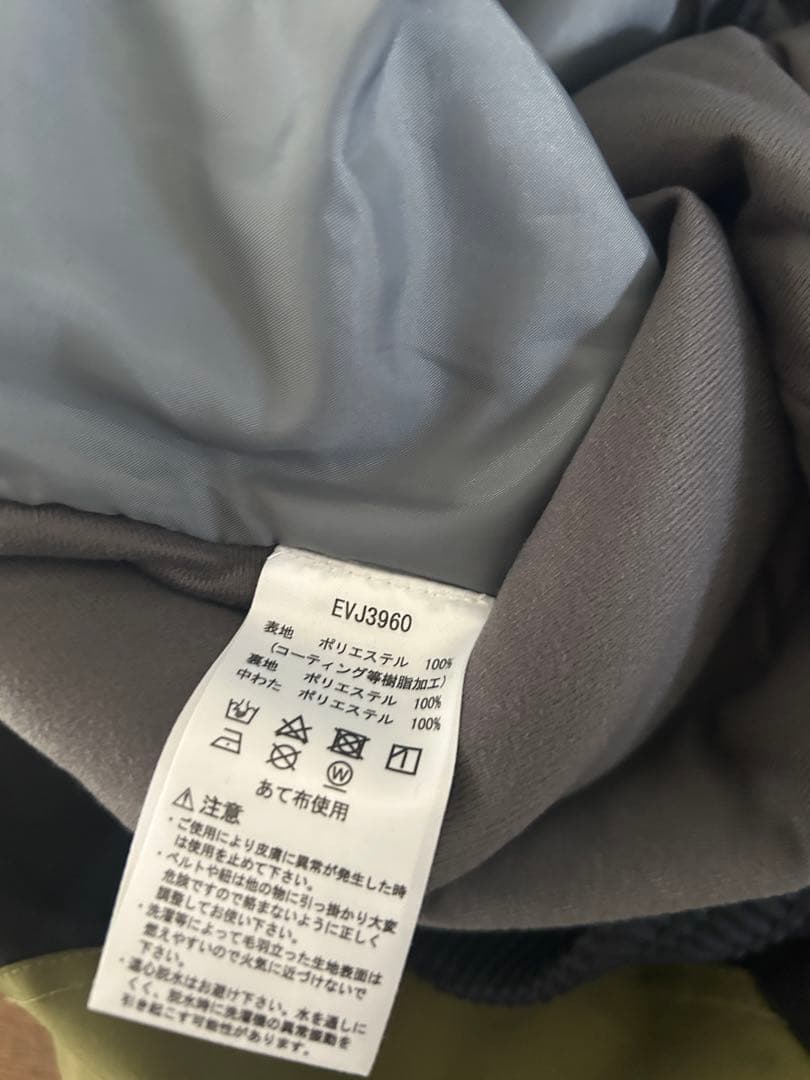 EVJ3960
表地 ポリエステル 100%
(コーティング等樹脂加工)
裏地 ポリエステル 100%
中わた ポリエステル 100%
W
あて布使用
注意
・ご使用により皮膚に異常が発生した時
は使用を止めて下さい。
・ベルトや紐は他の物に引っ掛かり大変
危険ですので絡まないように正しく
調整してお使い下さい。
・洗濯等によって毛羽立った生地表面は
燃えやすいので火気に近づけないで
下さい。
・遠心脱水はお避け下さい。水を通しに
くく、脱水時に洗濯機の異常振動を
引き起こす可能性があります。